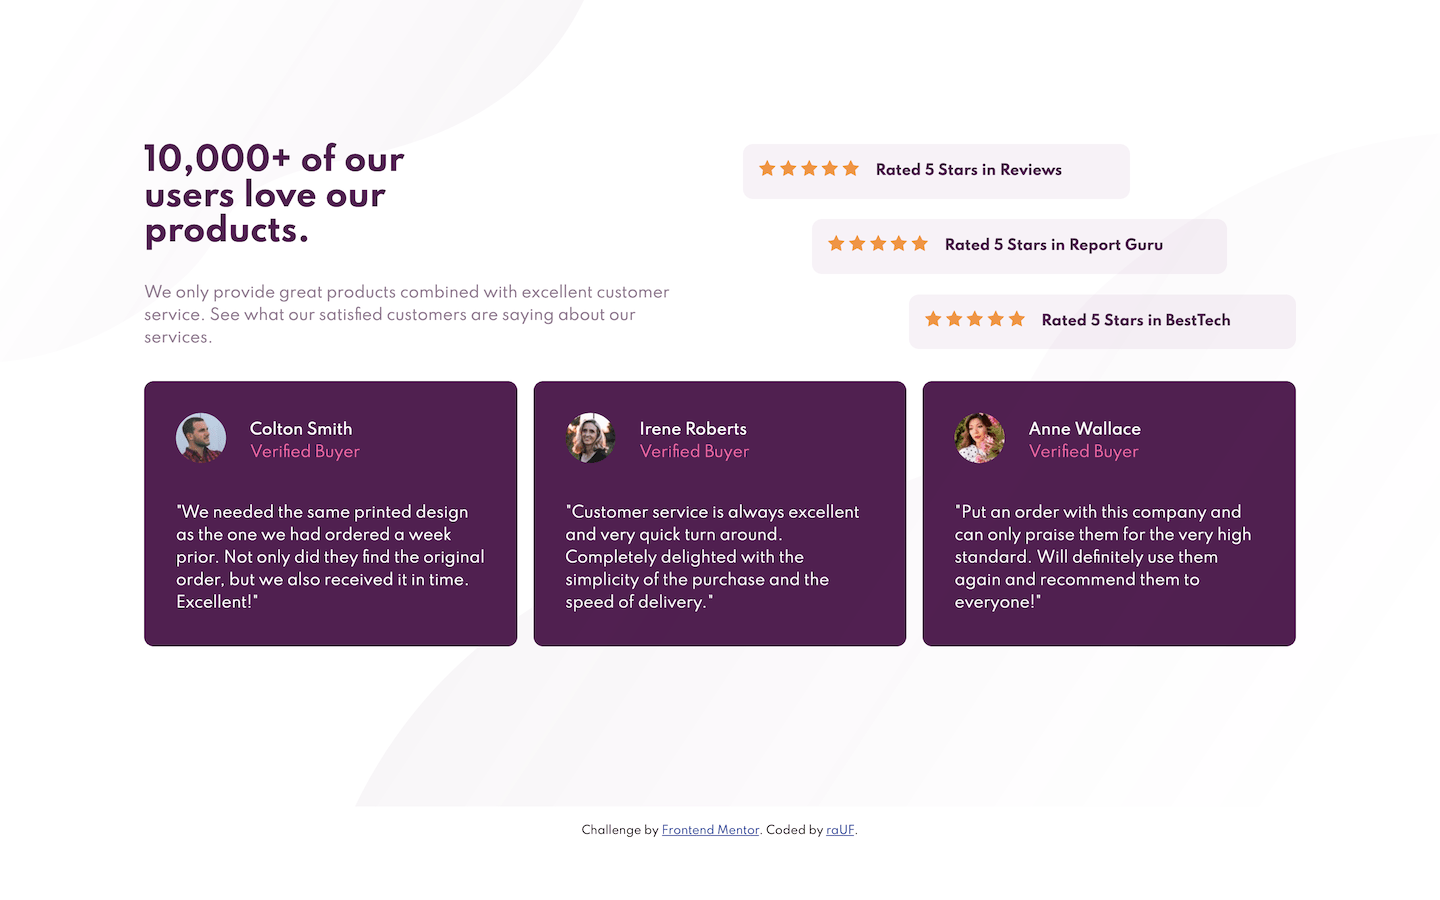 10,000+ of our
users love our
products.
We only provide great products combined with excellent customer
service. See what our satisfied customers are saying about our
services.
Rated 5 Stars in Reviews
Rated 5 Stars in Report Guru
Rated 5 Stars in BestTech
Colton Smith
Verified Buyer
"We needed the same printed design
as the one we had ordered a week
prior. Not only did they find the original
order, but we also received it in time.
Excellent!"
Irene Roberts
Verified Buyer
"Customer service is always excellent
and very quick turn around.
Completely delighted with the
simplicity of the purchase and the
speed of delivery."
Anne Wallace
Verified Buyer
"Put an order with this company and
can only praise them for the very high
standard. Will definitely use them
again and recommend them to
everyone!"
Challenge by Frontend Mentor. Coded by raUF.